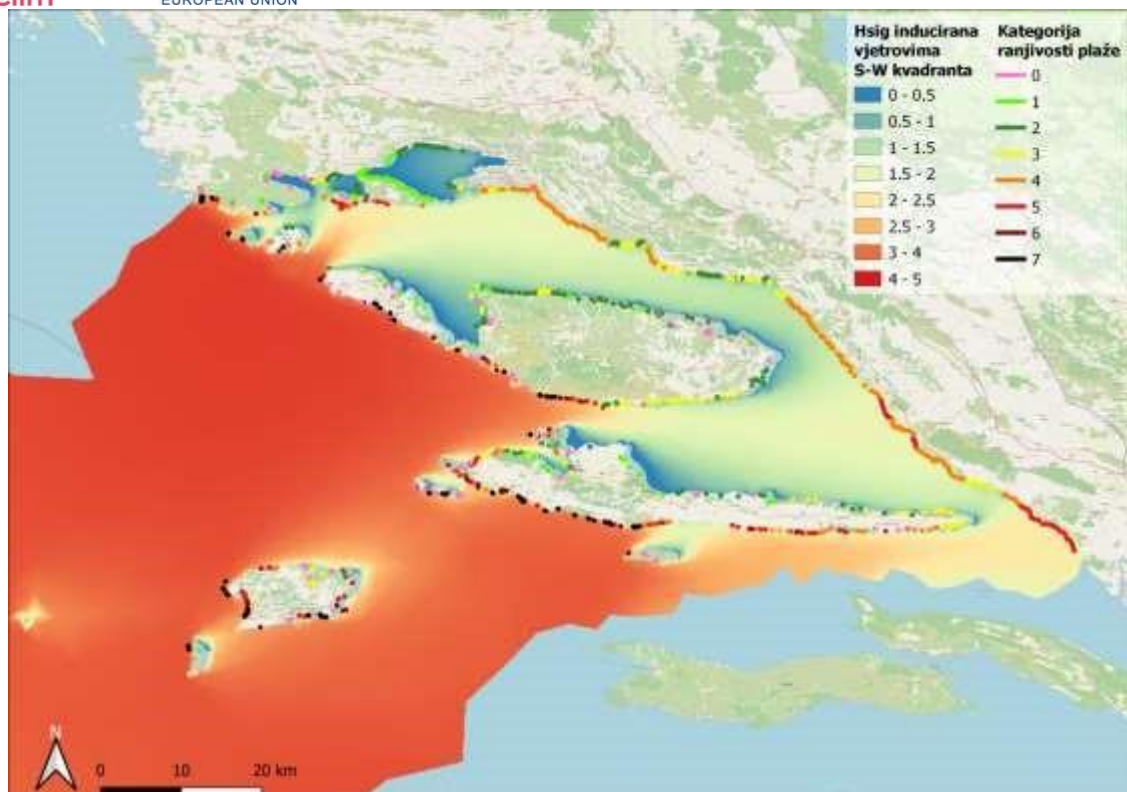 EUROPEAN UNION
Hsig inducirana
vjetrovima
S-W kvadranta
0 - 0.5
0.5 - 1
1 - 1.5
1.5 - 2
2 - 2.5
2.5 - 3
3 - 4
4 - 5
Kategorija
ranjivosti plaže
0
1
2
3
4
5
6
7
N
0 10 20 km